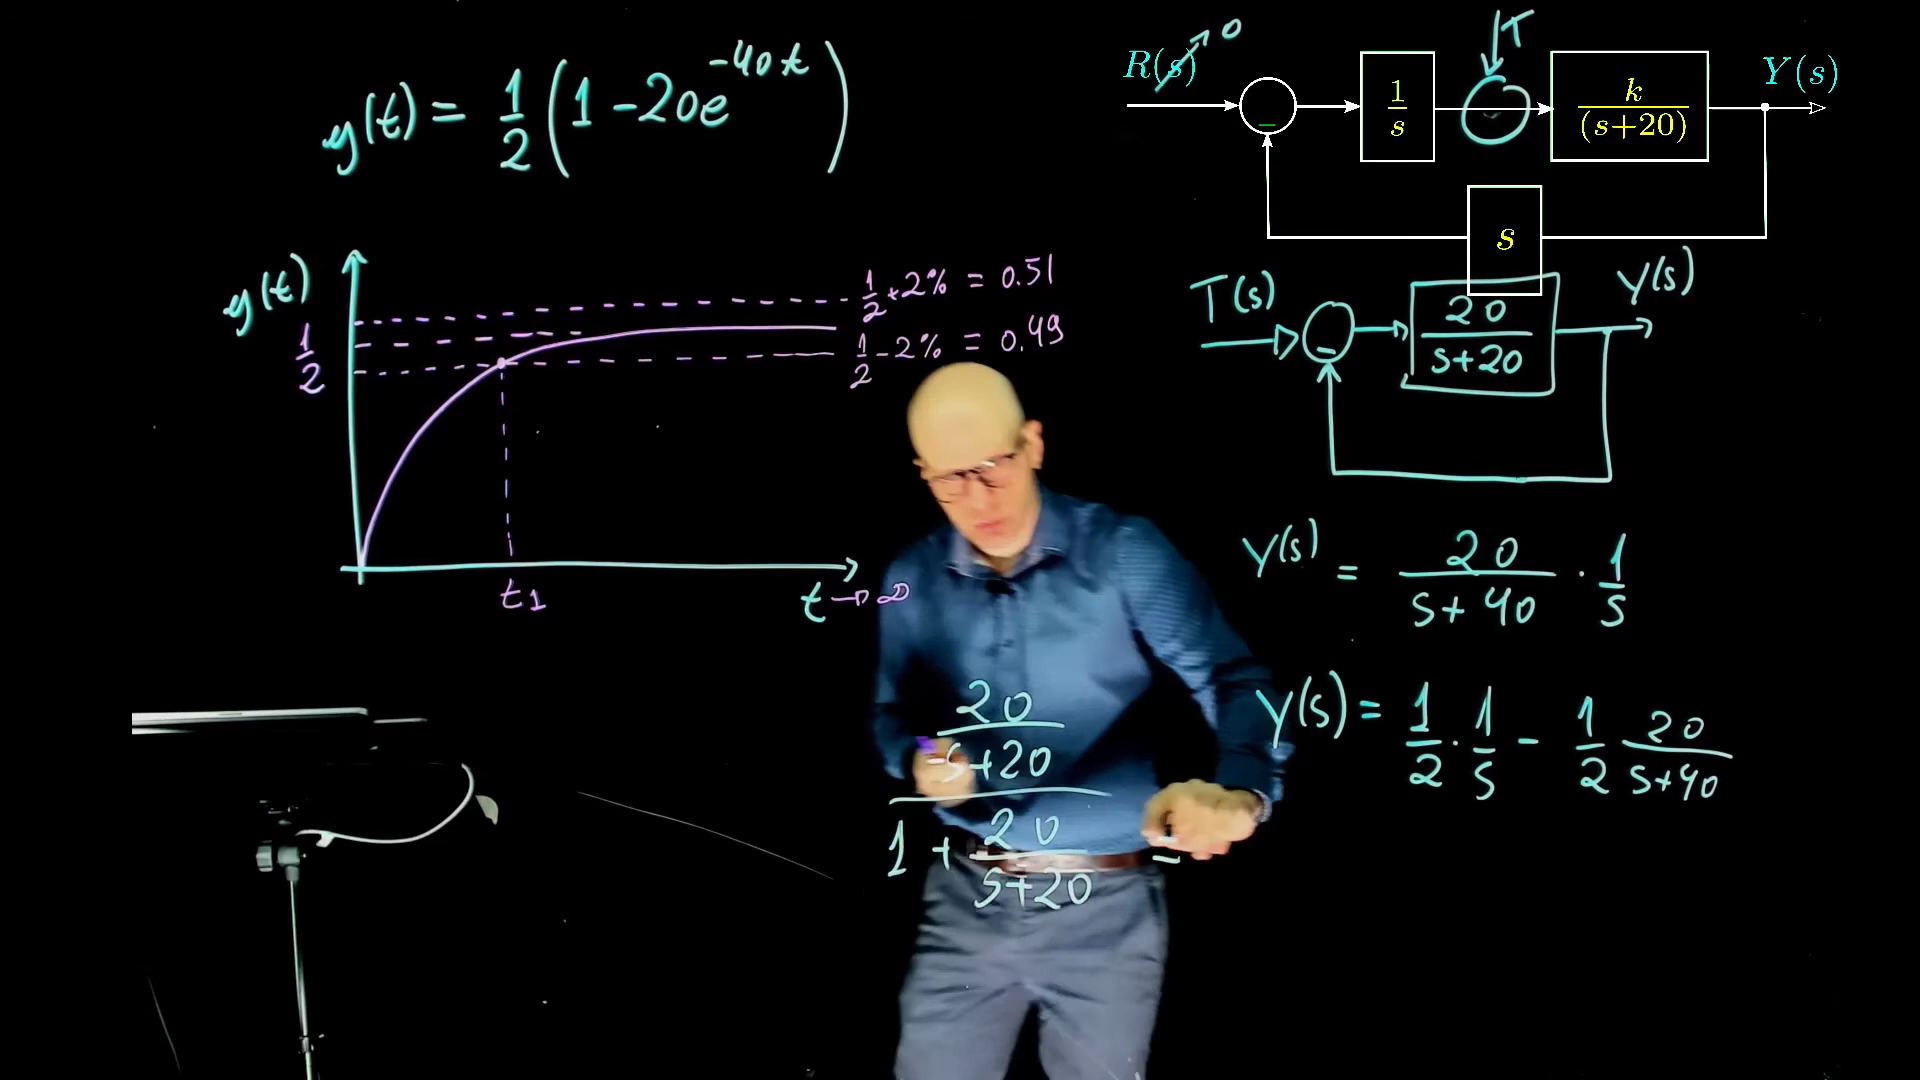 y(t) = 1/2 (1 - 20e^-40t)
R(s) 0
-
1/s
T
k/(s+20)
Y(s)
s
y(t)
1/2
1/2 + 2% = 0.51
1/2 - 2% = 0.49
t1
t → ∞
T(s)
-
20/(s+20)
Y(s)
Y(s) = 20/(s+40) · 1/s
Y(s) = 1/2 · 1/s - 1/2 20/(s+40)
20/(s+20)
1 + 20/(s+20) =